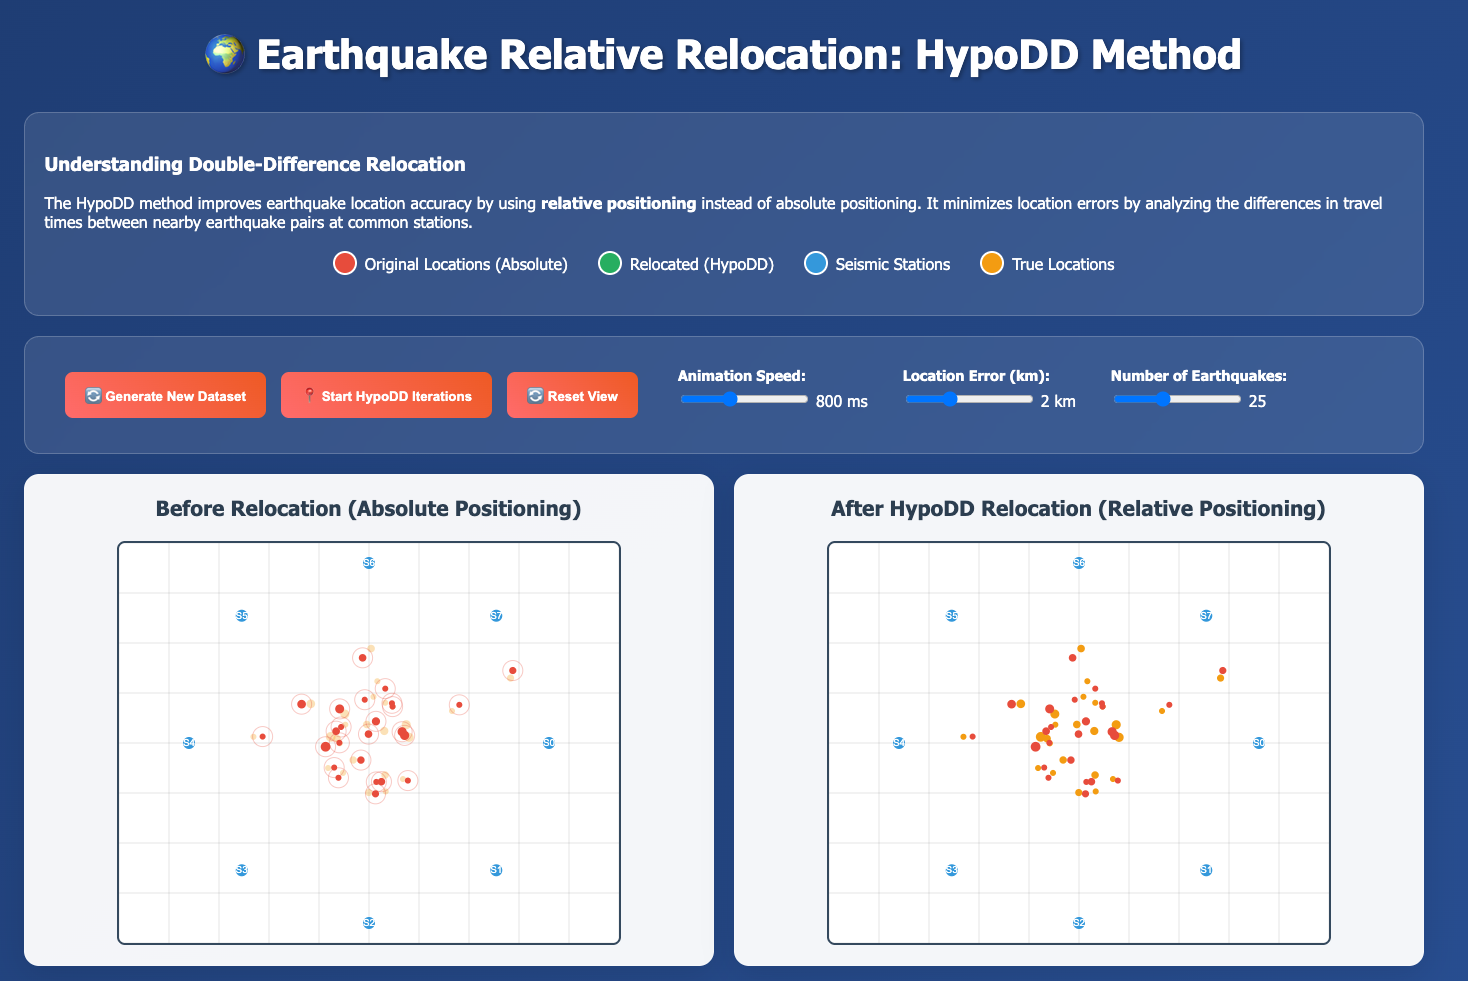 Earthquake Relative Relocation: HypoDD Method
Understanding Double-Difference Relocation
The HypoDD method improves earthquake location accuracy by using relative positioning instead of absolute positioning. It minimizes location errors by analyzing the differences in travel
times between nearby earthquake pairs at common stations.
Original Locations (Absolute)
Relocated (HypoDD)
Seismic Stations
True Locations
Generate New Dataset
Start HypoDD Iterations
Reset View
Animation Speed:
800 ms
Location Error (km):
2 km
Number of Earthquakes:
25
Before Relocation (Absolute Positioning)
S6
S5
S7
S4
S0
S3
S1
S2
After HypoDD Relocation (Relative Positioning)
S6
S5
S7
S4
S0
S3
S1
S2